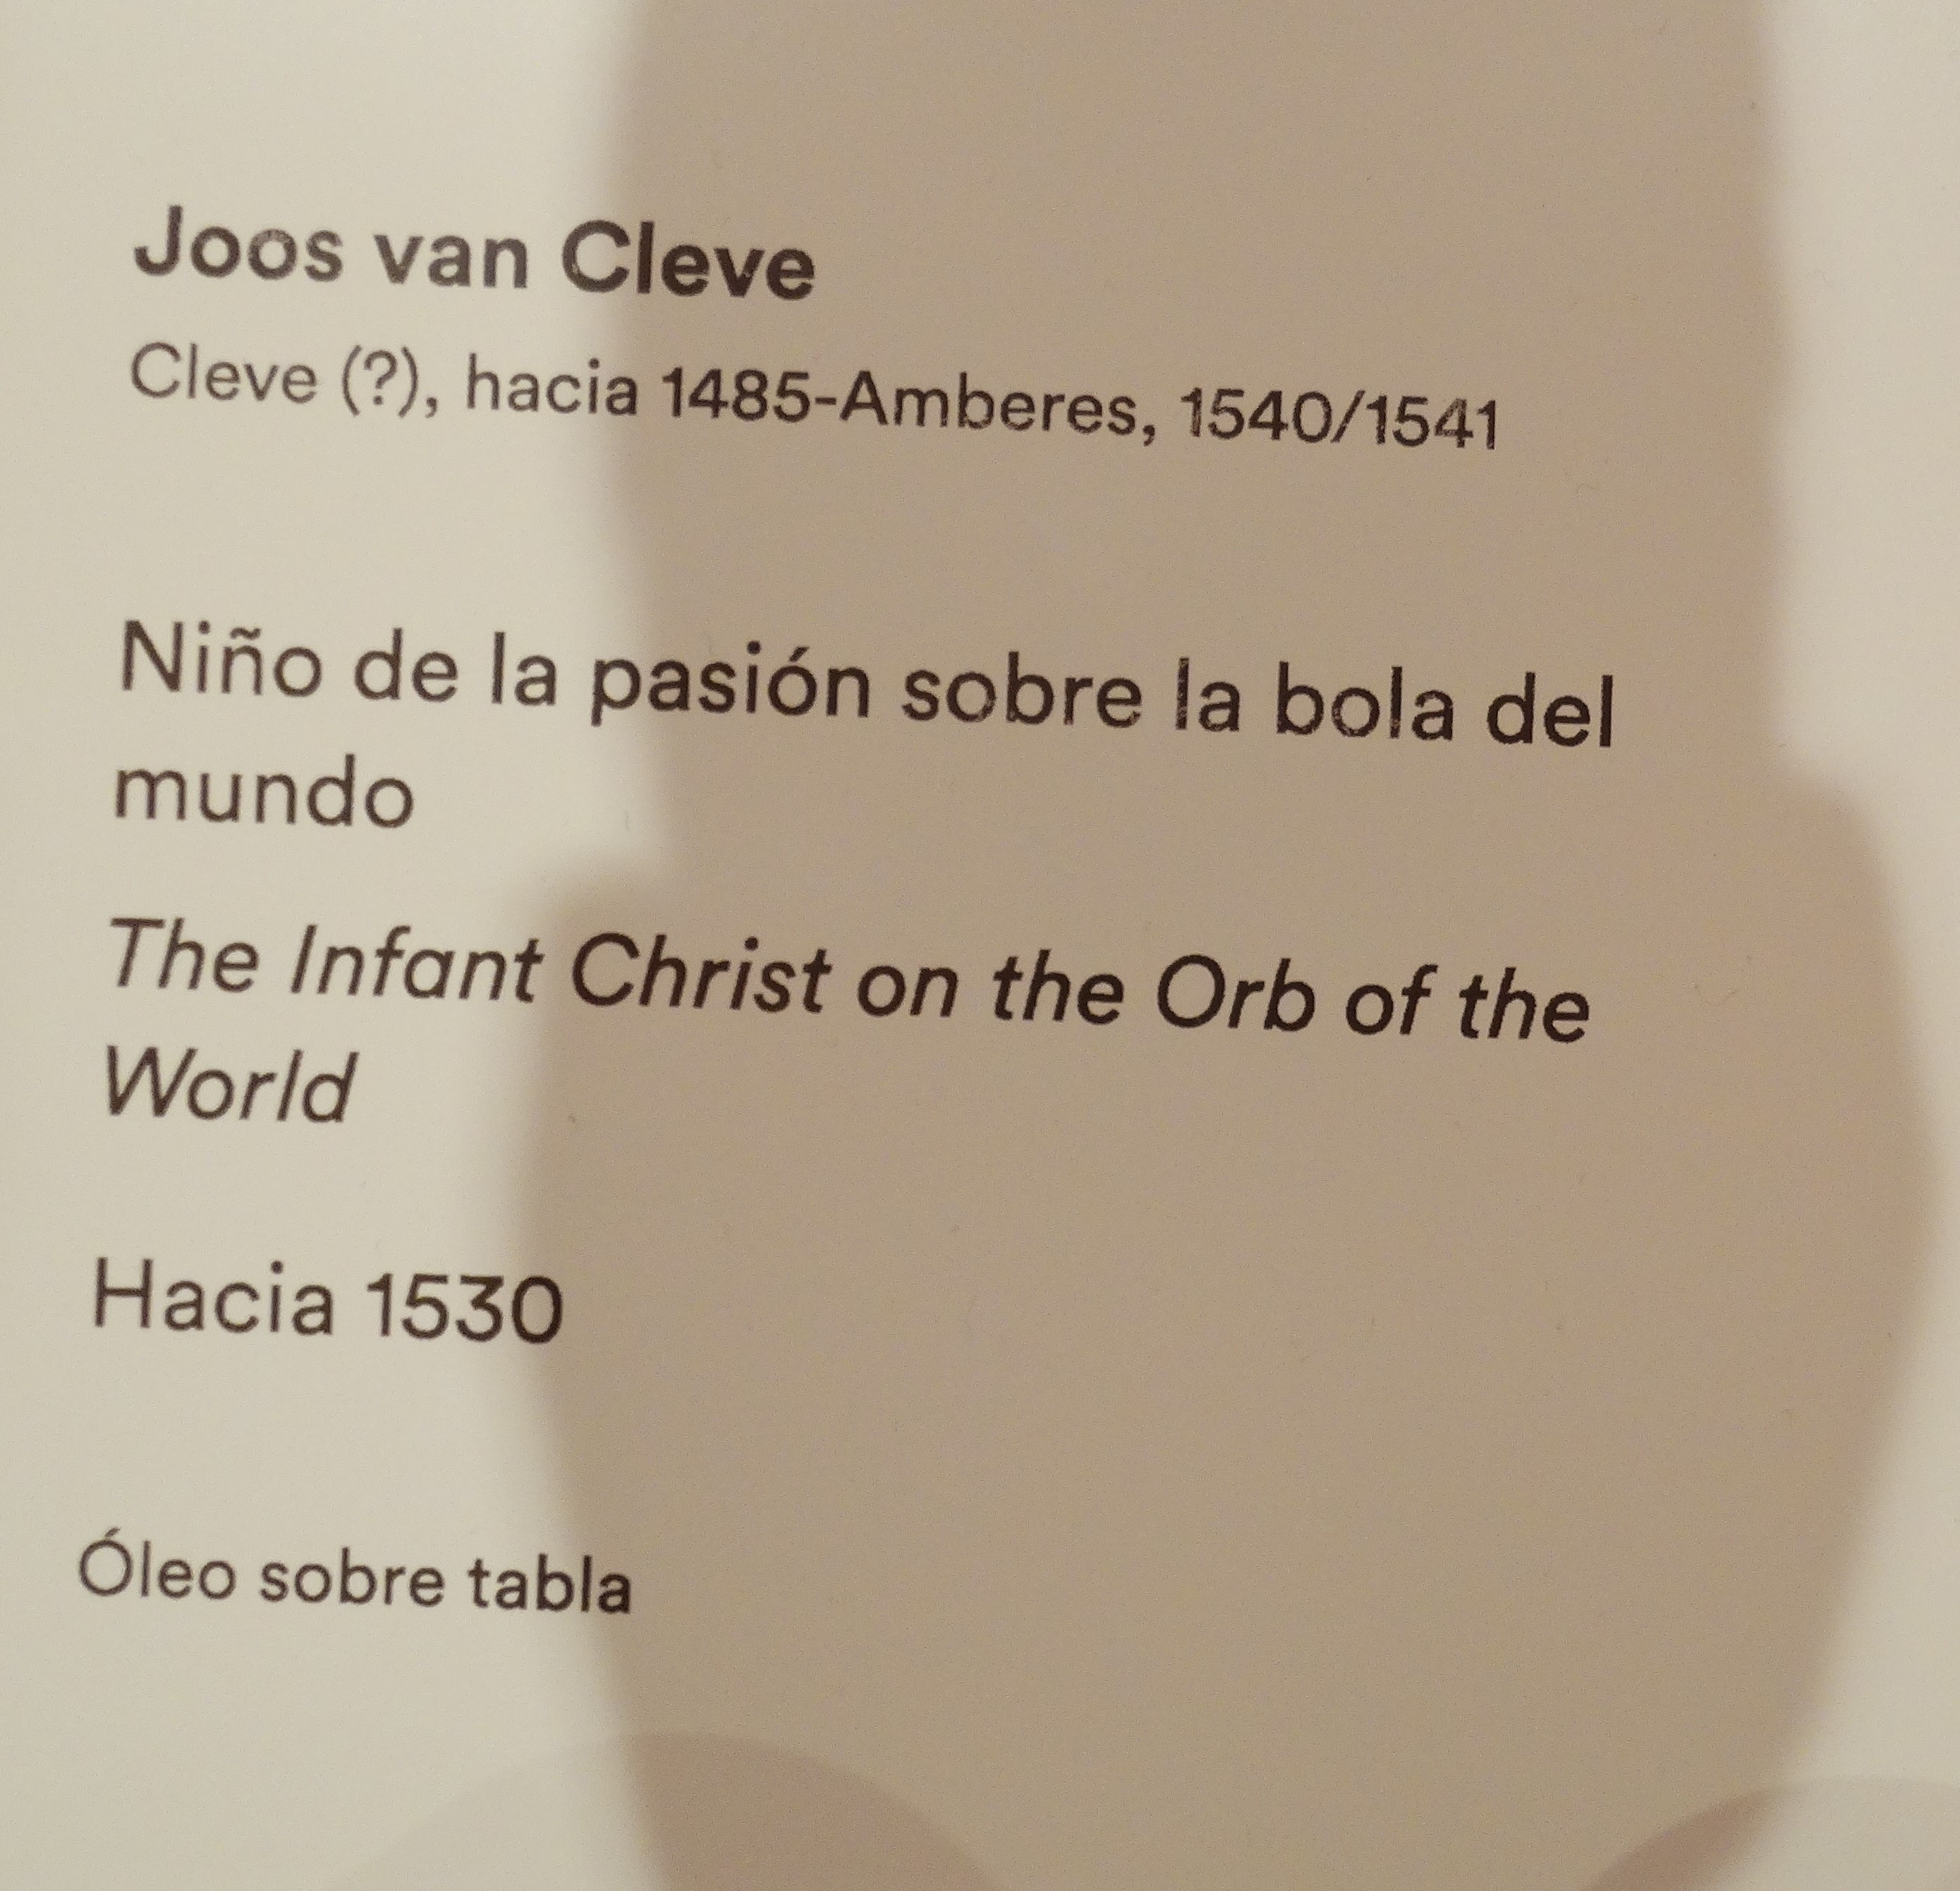 Joos van Cleve
Cleve (?), hacia 1485-Amberes, 1540/1541
Niño de la pasión sobre la bola del
mundo
The Infant Christ on the Orb of the
World
Hacia 1530
Óleo sobre tabla